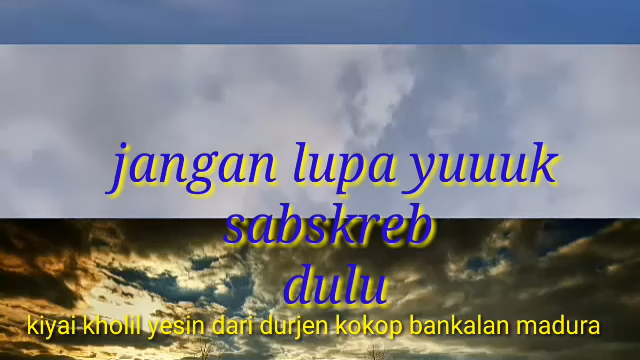 jangan lupa yuuuk
sabskreb
dulu
kiyai kholil yesin dari durjen kokop bankalan madura